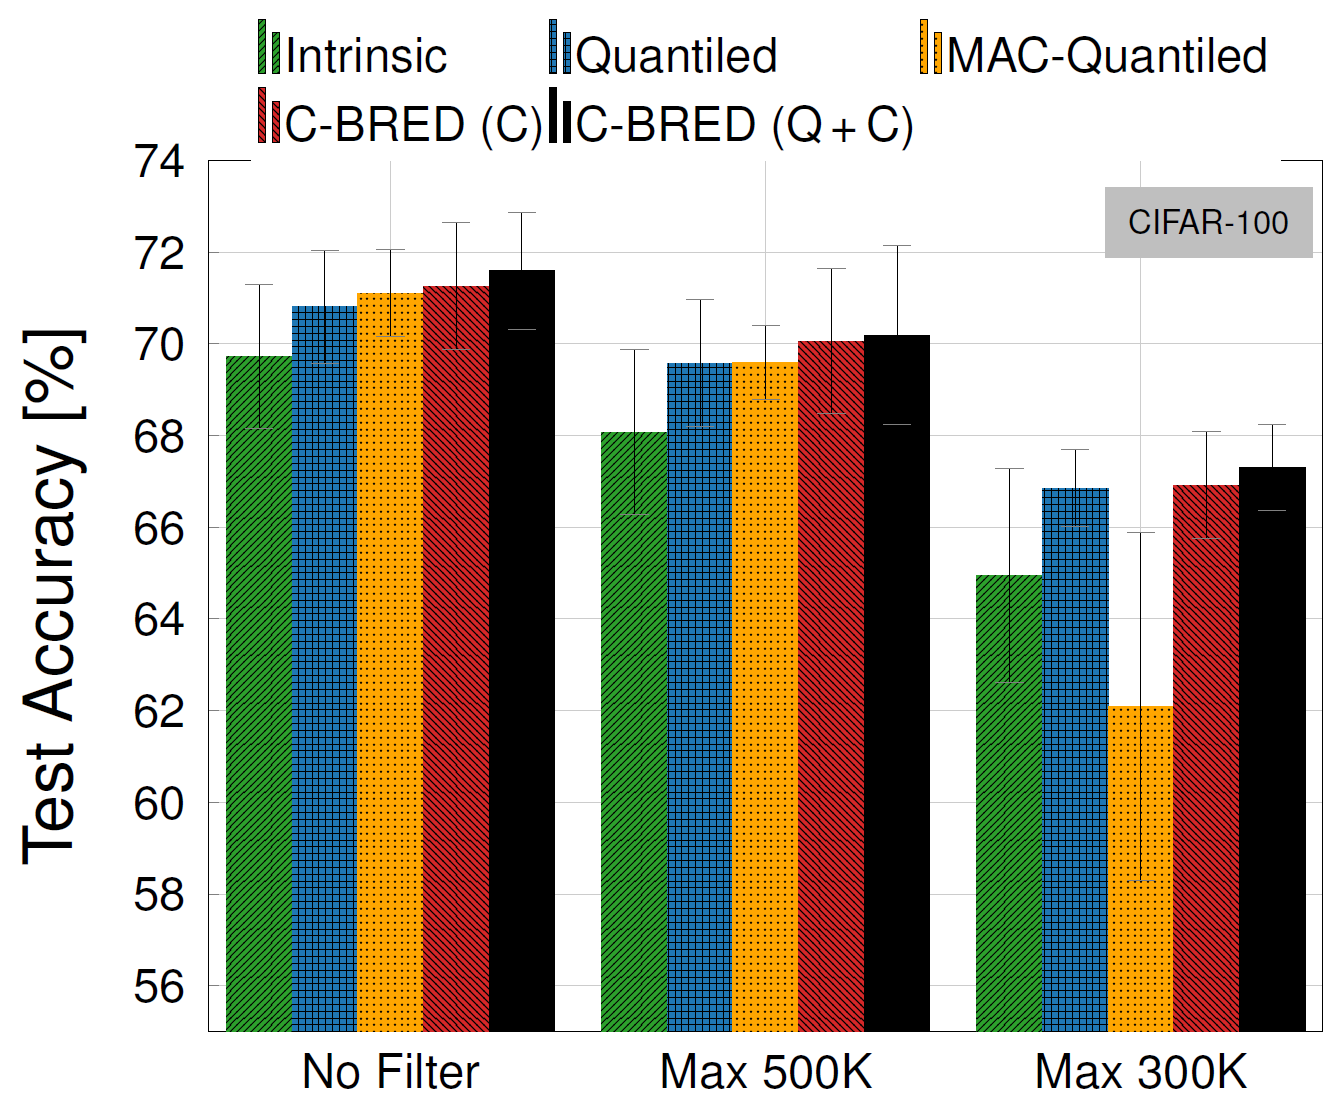 Intrinsic Quantiled MAC-Quantiled
C-BRED (C) C-BRED (Q + C)
Test Accuracy [%]
74
72
70
68
66
64
62
60
58
56
CIFAR-100
No Filter Max 500K Max 300K